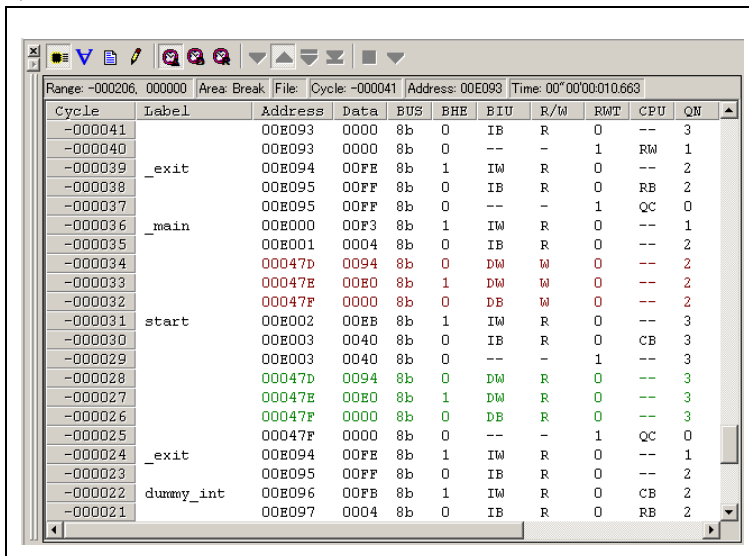 Range: -000206, 000000 Area: Break File: Cycle: -000041 Address: 00E093 Time: 00"00'00:010.663
Cycle Label Address Data BUS BHE BIU R/W RWT CPU QN
-000041 00E093 0000 8b 0 IB R 0 -- 3
-000040 00E093 0000 8b 0 -- - 1 RW 1
-000039 _exit 00E094 00FE 8b 1 IW R 0 -- 2
-000038 00E095 00FF 8b 0 IB R 0 RB 2
-000037 00E095 00FF 8b 0 -- - 1 QC 0
-000036 _main 00E000 00F3 8b 1 IW R 0 -- 1
-000035 00E001 0004 8b 0 IB R 0 -- 2
-000034 00047D 0094 8b 0 DW W 0 -- 2
-000033 00047E 00E0 8b 1 DW W 0 -- 2
-000032 00047F 0000 8b 0 DB W 0 -- 2
-000031 start 00E002 00EB 8b 1 IW R 0 -- 3
-000030 00E003 0040 8b 0 IB R 0 CB 3
-000029 00E003 0040 8b 0 -- - 1 -- 3
-000028 00047D 0094 8b 0 DW R 0 -- 3
-000027 00047E 00E0 8b 1 DW R 0 -- 3
-000026 00047F 0000 8b 0 DB R 0 -- 3
-000025 00047F 0000 8b 0 -- - 1 QC 0
-000024 _exit 00E094 00FE 8b 1 IW R 0 -- 1
-000023 00E095 00FF 8b 0 IB R 0 -- 2
-000022 dummy_int 00E096 00FB 8b 1 IW R 0 CB 2
-000021 00E097 0004 8b 0 IB R 0 RB 2